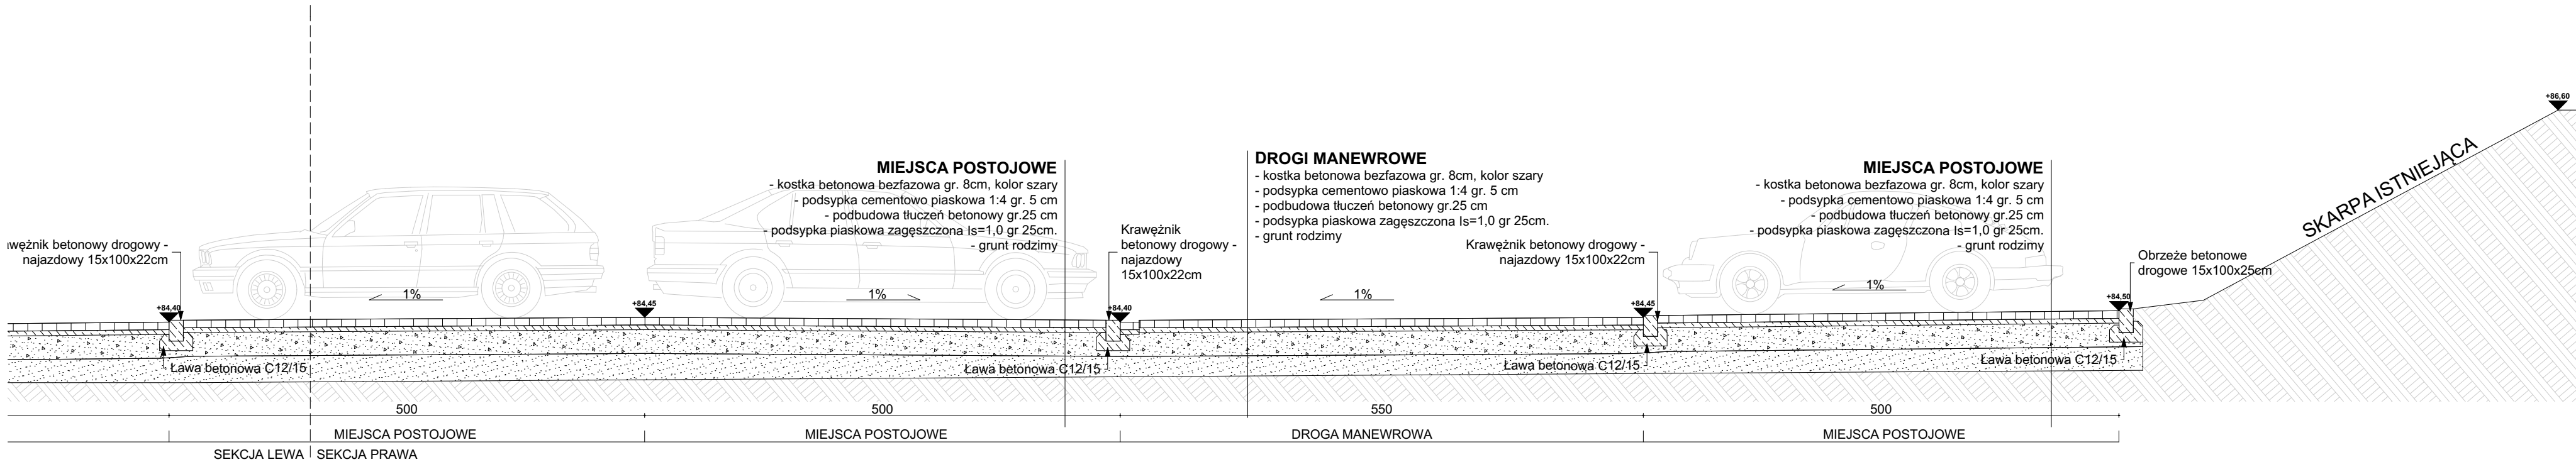 +86,60
SKARPA ISTNIEJĄCA
MIEJSCA POSTOJOWE
- kostka betonowa bezfazowa gr. 8cm, kolor szary
- podsypka cementowo piaskowa 1:4 gr. 5 cm
- podbudowa tłuczeń betonowy gr.25 cm
- podsypka piaskowa zagęszczona Is=1,0 gr 25cm.
- grunt rodzimy
DROGI MANEWROWE
- kostka betonowa bezfazowa gr. 8cm, kolor szary
- podsypka cementowo piaskowa 1:4 gr. 5 cm
- podbudowa tłuczeń betonowy gr.25 cm
- podsypka piaskowa zagęszczona Is=1,0 gr 25cm.
- grunt rodzimy
MIEJSCA POSTOJOWE
- kostka betonowa bezfazowa gr. 8cm, kolor szary
- podsypka cementowo piaskowa 1:4 gr. 5 cm
- podbudowa tłuczeń betonowy gr.25 cm
- podsypka piaskowa zagęszczona Is=1,0 gr 25cm.
- grunt rodzimy
betonowy drogowy -
najazdowy 15x100x22cm
Krawężnik
betonowy drogowy -
najazdowy
15x100x22cm
Krawężnik betonowy drogowy -
najazdowy 15x100x22cm
Obrzeże betonowe
drogowe 15x100x25cm
1%
1%
1%
1%
+84,40
+84,45
+84,40
+84,45
+84,50
Ława betonowa C12/15
Ława betonowa C12/15
Ława betonowa C12/15
Ława betonowa C12/15
500
500
550
500
MIEJSCA POSTOJOWE
MIEJSCA POSTOJOWE
DROGA MANEWROWA
MIEJSCA POSTOJOWE
SEKCJA LEWA
SEKCJA PRAWA